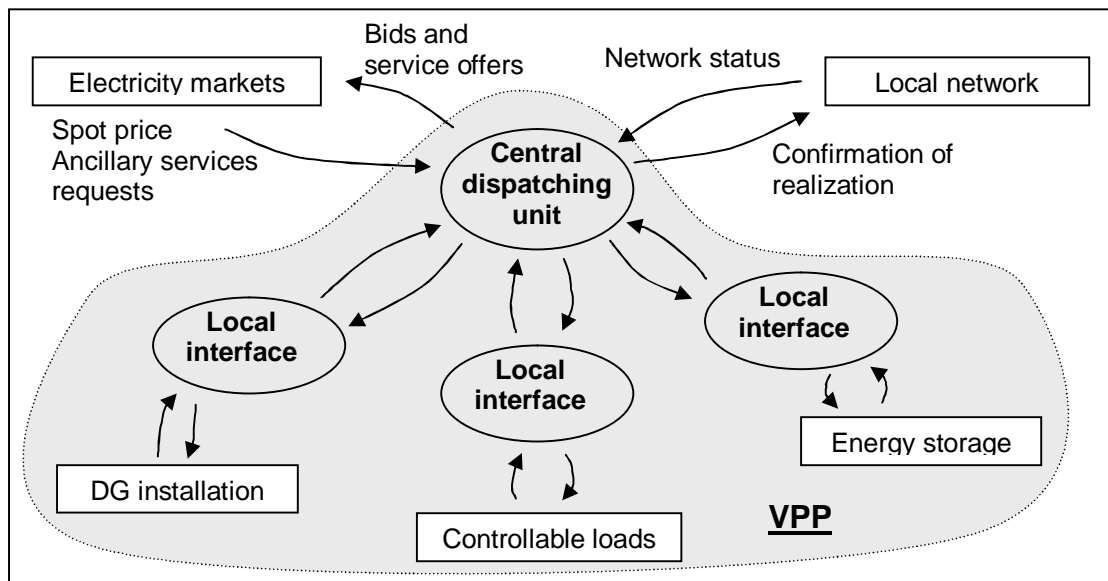 Bids and
service offers
Electricity markets
Network status
Local network
Spot price
Ancillary services
requests
Central
dispatching
unit
Confirmation of
realization
Local
interface
Local
interface
Local
interface
Energy storage
DG installation
Controllable loads
VPP